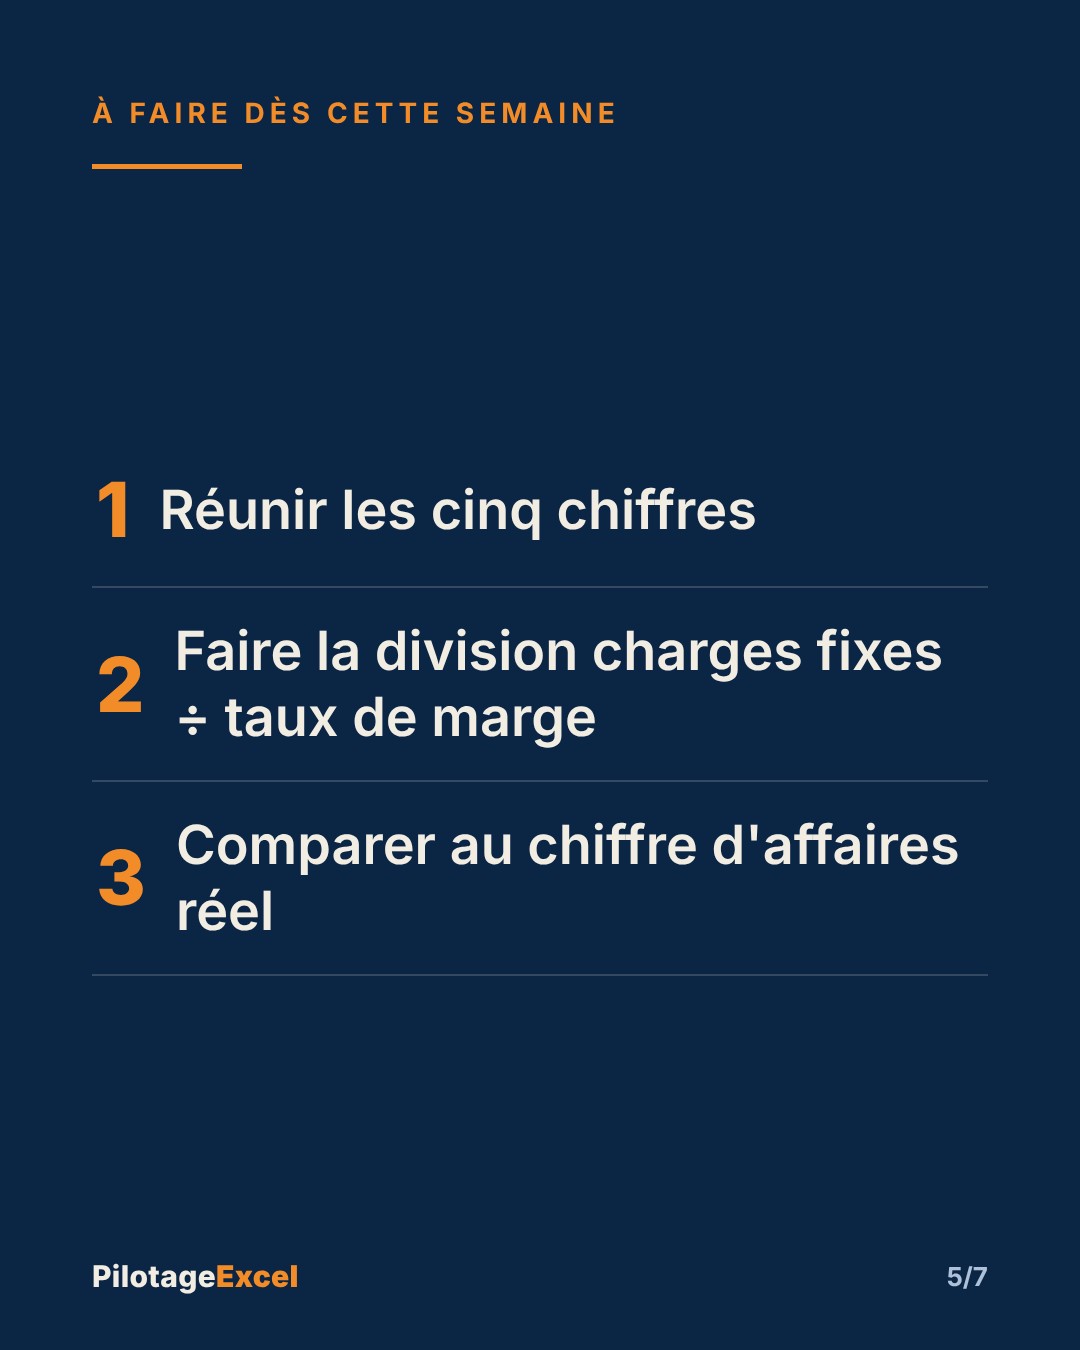 À FAIRE DÈS CETTE SEMAINE
1 Réunir les cinq chiffres
2 Faire la division charges fixes
÷ taux de marge
3 Comparer au chiffre d'affaires
réel
PilotageExcel
5/7